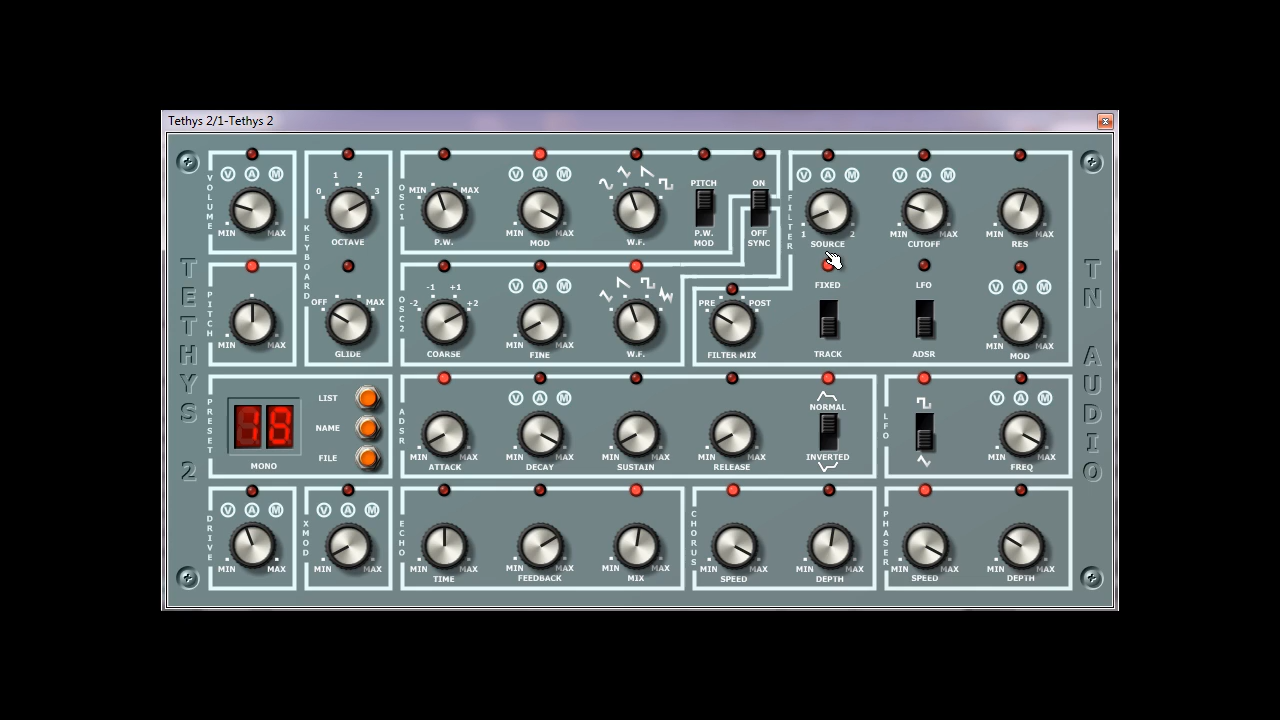 Tethys 2/1-Tethys 2
TETHYS 2
TN AUDIO
VOLUME
V A M
MIN MAX
PITCH
MIN MAX
KEYBOARD
0 1 2 3
OCTAVE
OFF MAX
GLIDE
OSC1
MIN MAX
P.W.
V A M
MIN MAX
MOD
W.F.
PITCH
P.W.
MOD
ON
OFF
SYNC
OSC2
-2 -1 +1 +2
COARSE
V A M
MIN MAX
FINE
W.F.
PRE POST
FILTER MIX
FILTER
V A M
1 2
SOURCE
V A M
MIN MAX
CUTOFF
MIN MAX
RES
FIXED
TRACK
LFO
ADSR
V A M
MIN MAX
MOD
PRESET
18
MONO
LIST
NAME
FILE
ADSR
MIN MAX
ATTACK
V A M
MIN MAX
DECAY
MIN MAX
SUSTAIN
MIN MAX
RELEASE
NORMAL
INVERTED
LFO
V A M
MIN MAX
FREQ
DRIVE
V A M
MIN MAX
XMOD
V A M
MIN MAX
ECHO
MIN MAX
TIME
MIN MAX
FEEDBACK
MIN MAX
MIX
CHORUS
MIN MAX
SPEED
MIN MAX
DEPTH
PHASER
MIN MAX
SPEED
MIN MAX
DEPTH